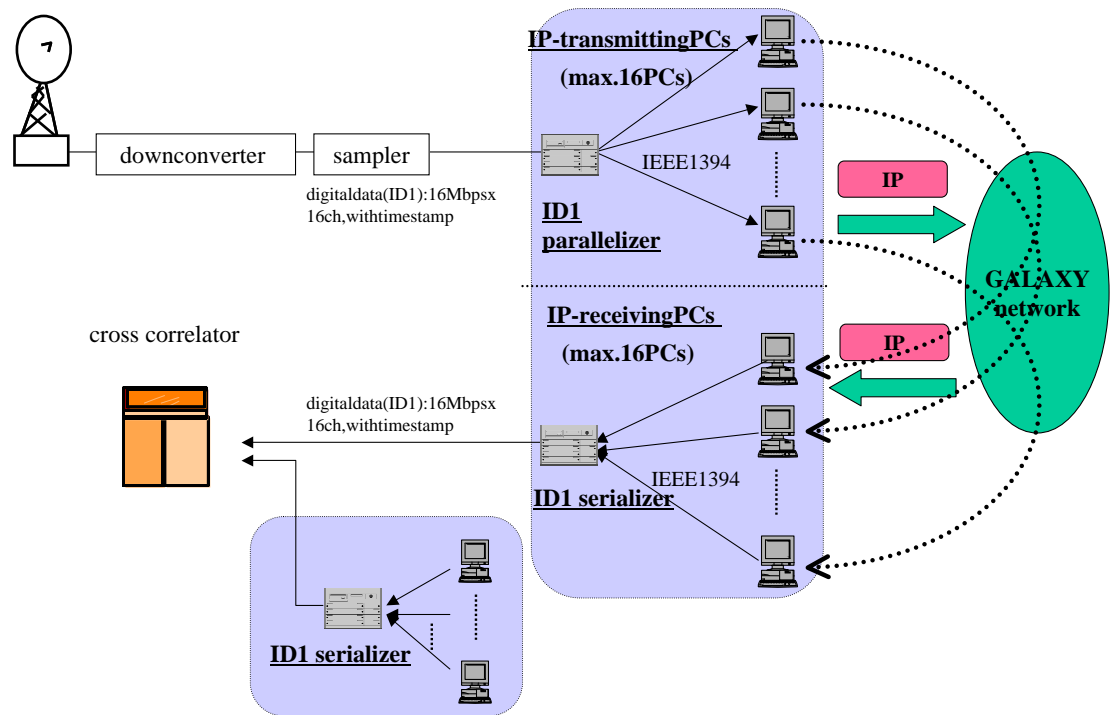 IP-transmittingPCs
(max.16PCs)
downconverter
sampler
IEEE1394
digitaldata(ID1):16Mbpsx
16ch,withtimestamp
ID1
parallelizer
IP
GALAXY
network
IP-receivingPCs
(max.16PCs)
IP
cross correlator
digitaldata(ID1):16Mbpsx
16ch,withtimestamp
IEEE1394
ID1 serializer
ID1 serializer